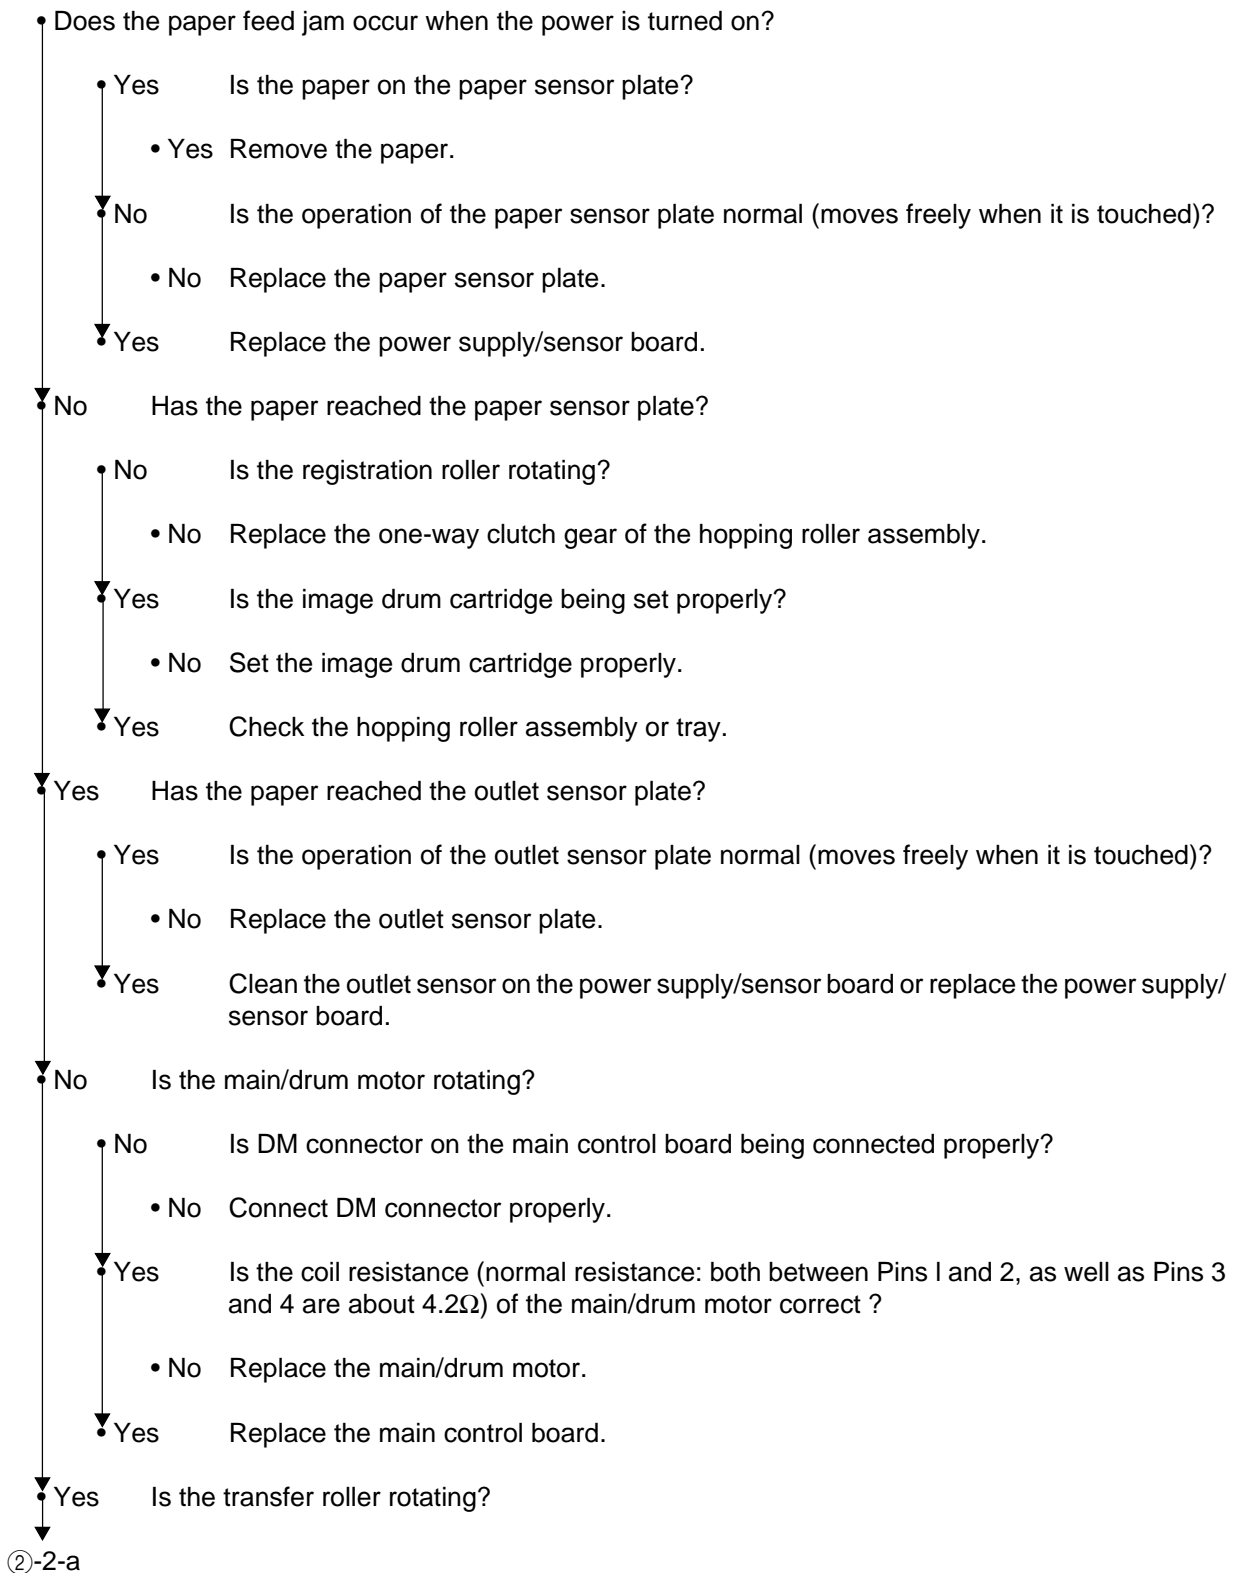 • Does the paper feed jam occur when the power is turned on?
• Yes Is the paper on the paper sensor plate?
• Yes Remove the paper.
• No Is the operation of the paper sensor plate normal (moves freely when it is touched)?
• No Replace the paper sensor plate.
• Yes Replace the power supply/sensor board.
• No Has the paper reached the paper sensor plate?
• No Is the registration roller rotating?
• No Replace the one-way clutch gear of the hopping roller assembly.
• Yes Is the image drum cartridge being set properly?
• No Set the image drum cartridge properly.
• Yes Check the hopping roller assembly or tray.
• Yes Has the paper reached the outlet sensor plate?
• Yes Is the operation of the outlet sensor plate normal (moves freely when it is touched)?
• No Replace the outlet sensor plate.
• Yes Clean the outlet sensor on the power supply/sensor board or replace the power supply/
sensor board.
• No Is the main/drum motor rotating?
• No Is DM connector on the main control board being connected properly?
• No Connect DM connector properly.
• Yes Is the coil resistance (normal resistance: both between Pins l and 2, as well as Pins 3
and 4 are about 4.2Ω) of the main/drum motor correct ?
• No Replace the main/drum motor.
• Yes Replace the main control board.
• Yes Is the transfer roller rotating?
②-2-a